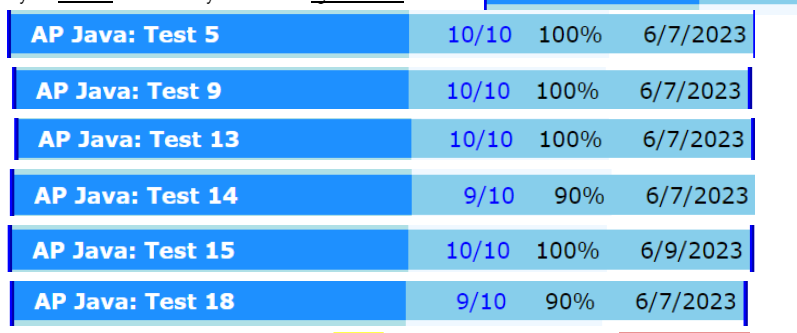 AP Java: Test 5 10/10 100% 6/7/2023
AP Java: Test 9 10/10 100% 6/7/2023
AP Java: Test 13 10/10 100% 6/7/2023
AP Java: Test 14 9/10 90% 6/7/2023
AP Java: Test 15 10/10 100% 6/9/2023
AP Java: Test 18 9/10 90% 6/7/2023